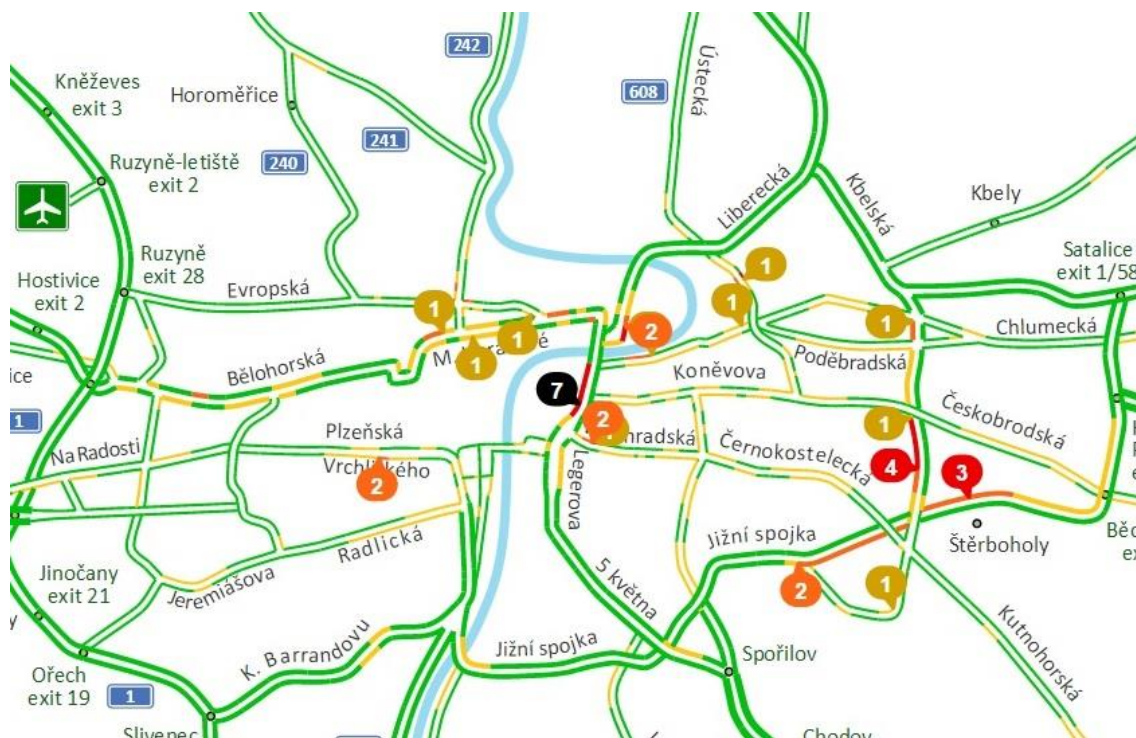 242
608
Ústecká
Kněževes
exit 3
Horoměřice
241
240
Ruzyně-letiště
exit 2
Liberecká
Kbelská
Kbely
Ruzyně
exit 28
Hostivice
exit 2
Evropská
Satalice
exit 1/58
1
1
1
1
1
2
1
Chlumecká
Poděbradská
Bělohorská
Koněvova
7
2
1
Českobrodská
1
Plzeňská
Na Radosti
Vrchlického
2
Černokostelecká
4
3
Legerova
Radlická
Jižní spojka
Štěrboholy
Jinočany
exit 21
Jeremiášova
5 května
2
1
Kutnohorská
K. Barrandovu
Jižní spojka
Spořilov
Ořech
exit 19
1
Slivenec
Chodov